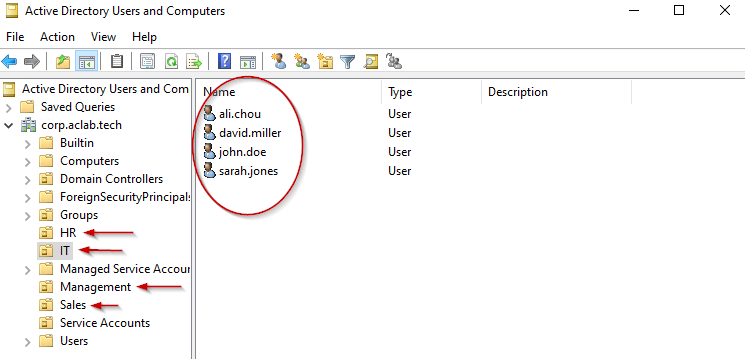 Active Directory Users and Computers
File Action View Help
Active Directory Users and Com
Saved Queries
corp.aclab.tech
Builtin
Computers
Domain Controllers
ForeignSecurityPrincipals
Groups
HR
IT
Managed Service Accour
Management
Sales
Service Accounts
Users
Name Type Description
ali.chou User
david.miller User
john.doe User
sarah.jones User